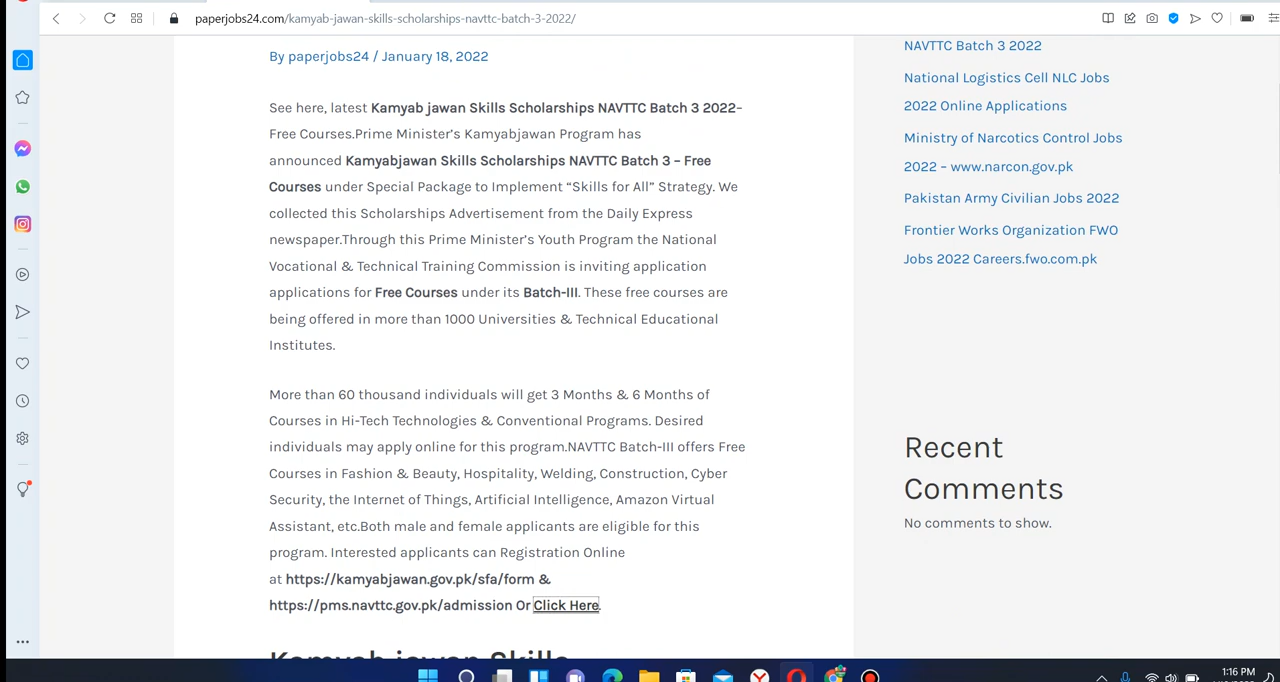 paperjobs24.com/kamyab-jawan-skills-scholarships-navttc-batch-3-2022/
By paperjobs24 / January 18, 2022
See here, latest Kamyab jawan Skills Scholarships NAVTTC Batch 3 2022–
Free Courses.Prime Minister’s Kamyabjawan Program has
announced Kamyabjawan Skills Scholarships NAVTTC Batch 3 – Free
Courses under Special Package to Implement “Skills for All” Strategy. We
collected this Scholarships Advertisement from the Daily Express
newspaper.Through this Prime Minister’s Youth Program the National
Vocational & Technical Training Commission is inviting application
applications for Free Courses under its Batch-III. These free courses are
being offered in more than 1000 Universities & Technical Educational
Institutes.
More than 60 thousand individuals will get 3 Months & 6 Months of
Courses in Hi-Tech Technologies & Conventional Programs. Desired
individuals may apply online for this program.NAVTTC Batch-III offers Free
Courses in Fashion & Beauty, Hospitality, Welding, Construction, Cyber
Security, the Internet of Things, Artificial Intelligence, Amazon Virtual
Assistant, etc.Both male and female applicants are eligible for this
program. Interested applicants can Registration Online
at https://kamyabjawan.gov.pk/sfa/form &
https://pms.navttc.gov.pk/admission Or Click Here.
Kamyab jawan Skills
NAVTTC Batch 3 2022
National Logistics Cell NLC Jobs
2022 Online Applications
Ministry of Narcotics Control Jobs
2022 – www.narcon.gov.pk
Pakistan Army Civilian Jobs 2022
Frontier Works Organization FWO
Jobs 2022 Careers.fwo.com.pk
Recent
Comments
No comments to show.
1:16 PM